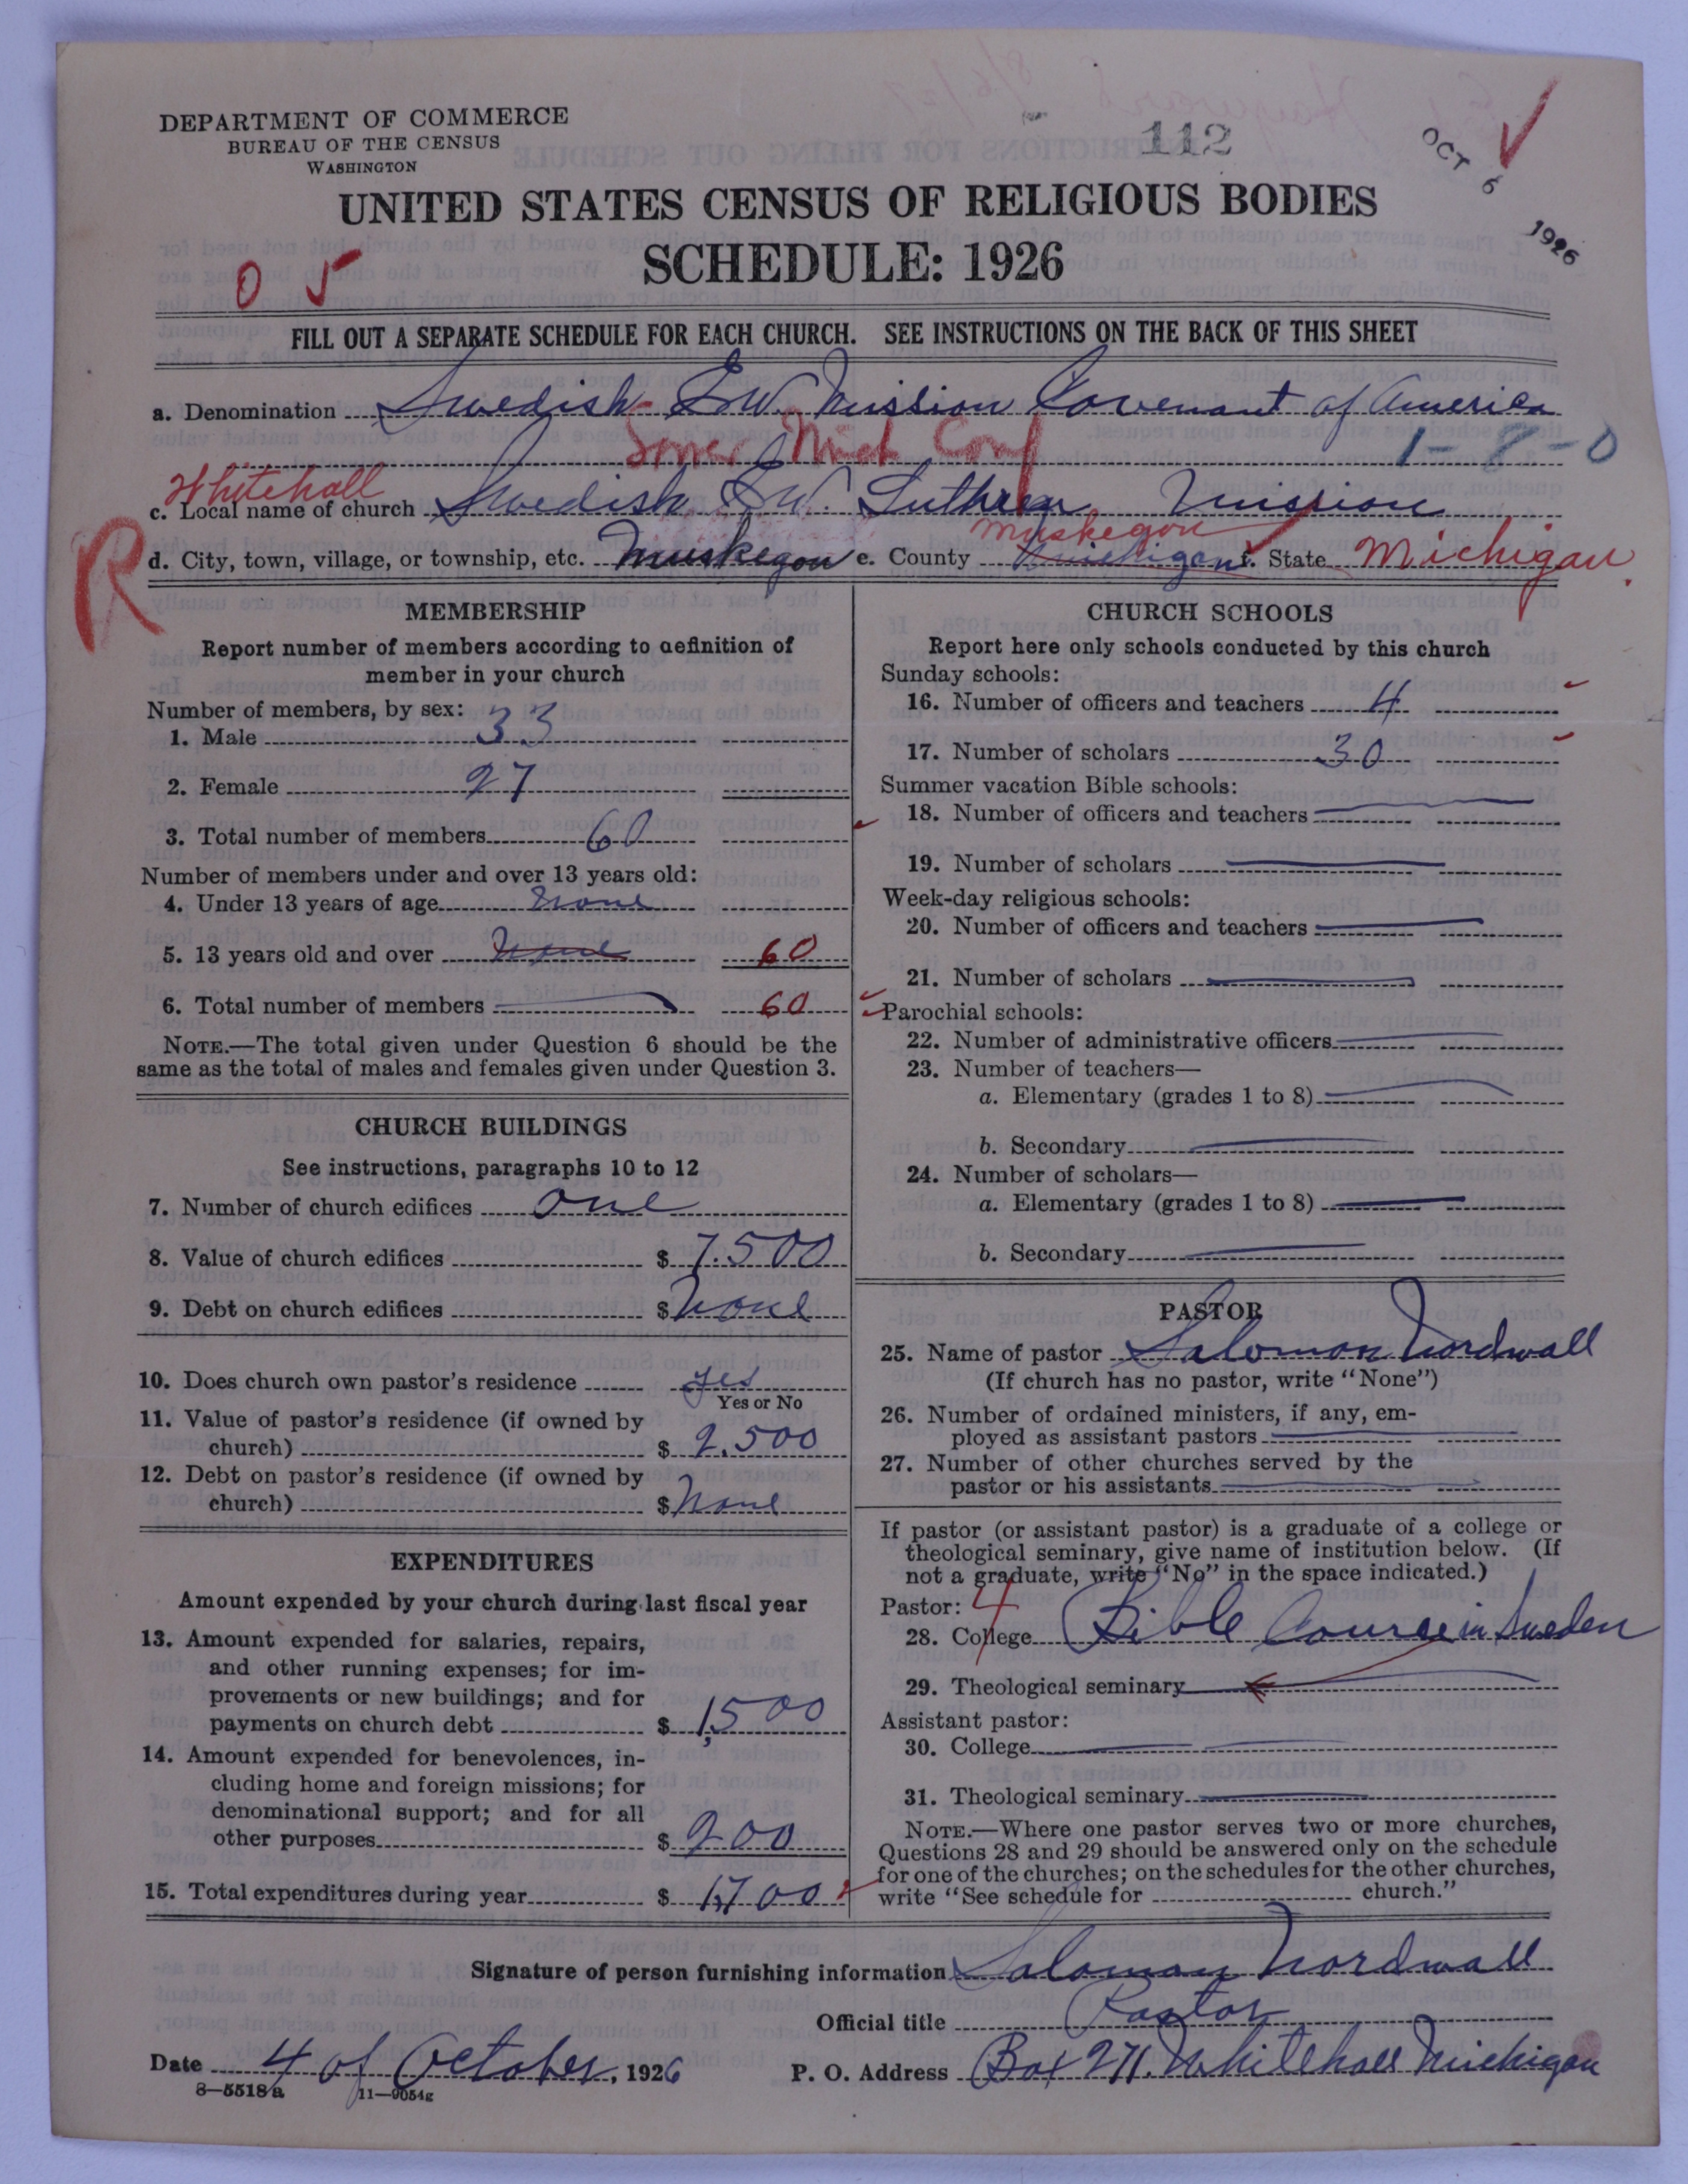 DEPARTMENT OF COMMERCE
BUREAU OF THE CENSUS
WASHINGTON
112
OCT 6 1926
UNITED STATES CENSUS OF RELIGIOUS BODIES
SCHEDULE: 1926
0 5
FILL OUT A SEPARATE SCHEDULE FOR EACH CHURCH. SEE INSTRUCTIONS ON THE BACK OF THIS SHEET
a. Denomination Swedish Ew. Mission Covenant of America
Mich Conf 1-8-0
Whitehall
c. Local name of church Swedish Ew. Luthran Mission
Muskegon
R
d. City, town, village, or township, etc. Muskegon e. County Michigan f. State Michigan
MEMBERSHIP
Report number of members according to definition of
member in your church
Number of members, by sex:
1. Male 33
2. Female 27
3. Total number of members 60
Number of members under and over 13 years old:
4. Under 13 years of age None
5. 13 years old and over None 60
6. Total number of members 60
NOTE.—The total given under Question 6 should be the
same as the total of males and females given under Question 3.
CHURCH BUILDINGS
See instructions, paragraphs 10 to 12
7. Number of church edifices one
8. Value of church edifices $ 7.500
9. Debt on church edifices $ None
10. Does church own pastor's residence yes
Yes or No
11. Value of pastor's residence (if owned by
church) $ 2.500
12. Debt on pastor's residence (if owned by
church) $ None
EXPENDITURES
Amount expended by your church during last fiscal year
13. Amount expended for salaries, repairs,
and other running expenses; for im-
provements or new buildings; and for
payments on church debt $ 1,500
14. Amount expended for benevolences, in-
cluding home and foreign missions; for
denominational support; and for all
other purposes $ 200
15. Total expenditures during year $ 1,700
CHURCH SCHOOLS
Report here only schools conducted by this church
Sunday schools:
16. Number of officers and teachers 4
17. Number of scholars 30
Summer vacation Bible schools:
18. Number of officers and teachers
19. Number of scholars
Week-day religious schools:
20. Number of officers and teachers
21. Number of scholars
Parochial schools:
22. Number of administrative officers
23. Number of teachers—
a. Elementary (grades 1 to 8)
b. Secondary
24. Number of scholars—
a. Elementary (grades 1 to 8)
b. Secondary
PASTOR
25. Name of pastor Salomon Nordwall
(If church has no pastor, write "None")
26. Number of ordained ministers, if any, em-
ployed as assistant pastors
27. Number of other churches served by the
pastor or his assistants
If pastor (or assistant pastor) is a graduate of a college or
theological seminary, give name of institution below. (If
not a graduate, write "No" in the space indicated.)
Pastor: 4
28. College Bible Course in Sweden
29. Theological seminary
Assistant pastor:
30. College
31. Theological seminary
NOTE.—Where one pastor serves two or more churches,
Questions 28 and 29 should be answered only on the schedule
for one of the churches; on the schedules for the other churches,
write "See schedule for church."
Signature of person furnishing information Salomon Nordwall
Official title Pastor
Date 4 of October, 1926 P. O. Address Box 271. Whitehall Michigan
8—5518 a 11—9054g